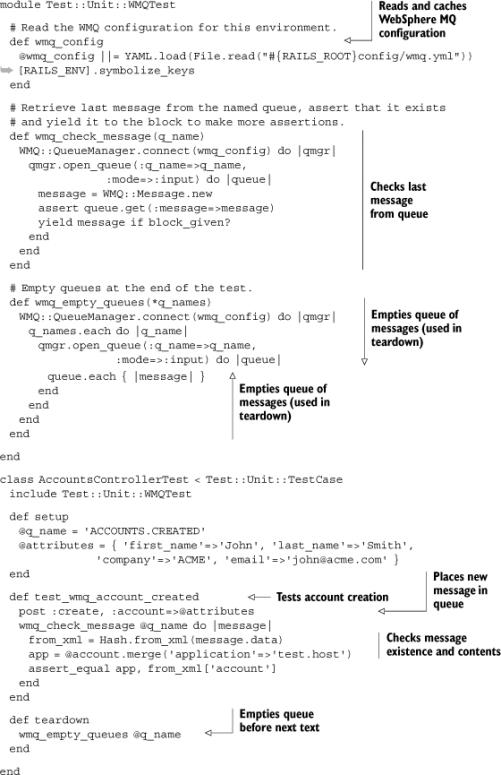 module Test::Unit::WMQTest
Reads and caches
WebSphere MQ
configuration
# Read the WMQ configuration for this environment.
def wmq_config
@wmq_config ||= YAML.load(File.read("#{RAILS_ROOT}config/wmq.yml"))
[RAILS_ENV].symbolize_keys
end
# Retrieve last message from the named queue, assert that it exists
# and yield it to the block to make more assertions.
def wmq_check_message(q_name)
WMQ::QueueManager.connect(wmq_config) do |qmgr|
qmgr.open_queue(:q_name=>q_name,
:mode=>:input) do |queue|
message = WMQ::Message.new
assert queue.get(:message=>message)
yield message if block_given?
end
end
end
Checks last
message
from queue
# Empty queues at the end of the test.
def wmq_empty_queues(*q_names)
WMQ::QueueManager.connect(wmq_config) do |qmgr|
q_names.each do |q_name|
qmgr.open_queue(:q_name=>q_name,
:mode=>:input) do |queue|
queue.each { |message| }
end
end
end
end
Empties queue of
messages (used in
teardown)
Empties queue of
messages (used in
teardown)
end
class AccountsControllerTest < Test::Unit::TestCase
include Test::Unit::WMQTest
def setup
@q_name = 'ACCOUNTS.CREATED'
@attributes = { 'first_name'=>'John', 'last_name'=>'Smith',
'company'=>'ACME', 'email'=>'john@acme.com' }
end
Places new
message in
queue
def test_wmq_account_created
Tests account creation
post :create, :account=>@attributes
wmq_check_message @q_name do |message|
from_xml = Hash.from_xml(message.data)
app = @account.merge('application'=>'test.host')
assert_equal app, from_xml['account']
end
end
Checks message
existence and contents
def teardown
wmq_empty_queues @q_name
end
Empties queue
before next text
end